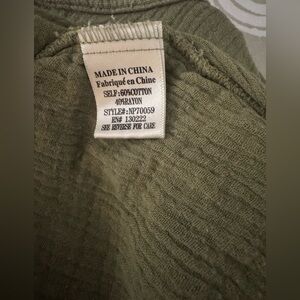 MADE IN CHINA
Fabriqué en Chine
SELF:60%COTTON
40%RAYON
STYLE#:NP70059
RN# 130222
SEE REVERSE FOR CARE